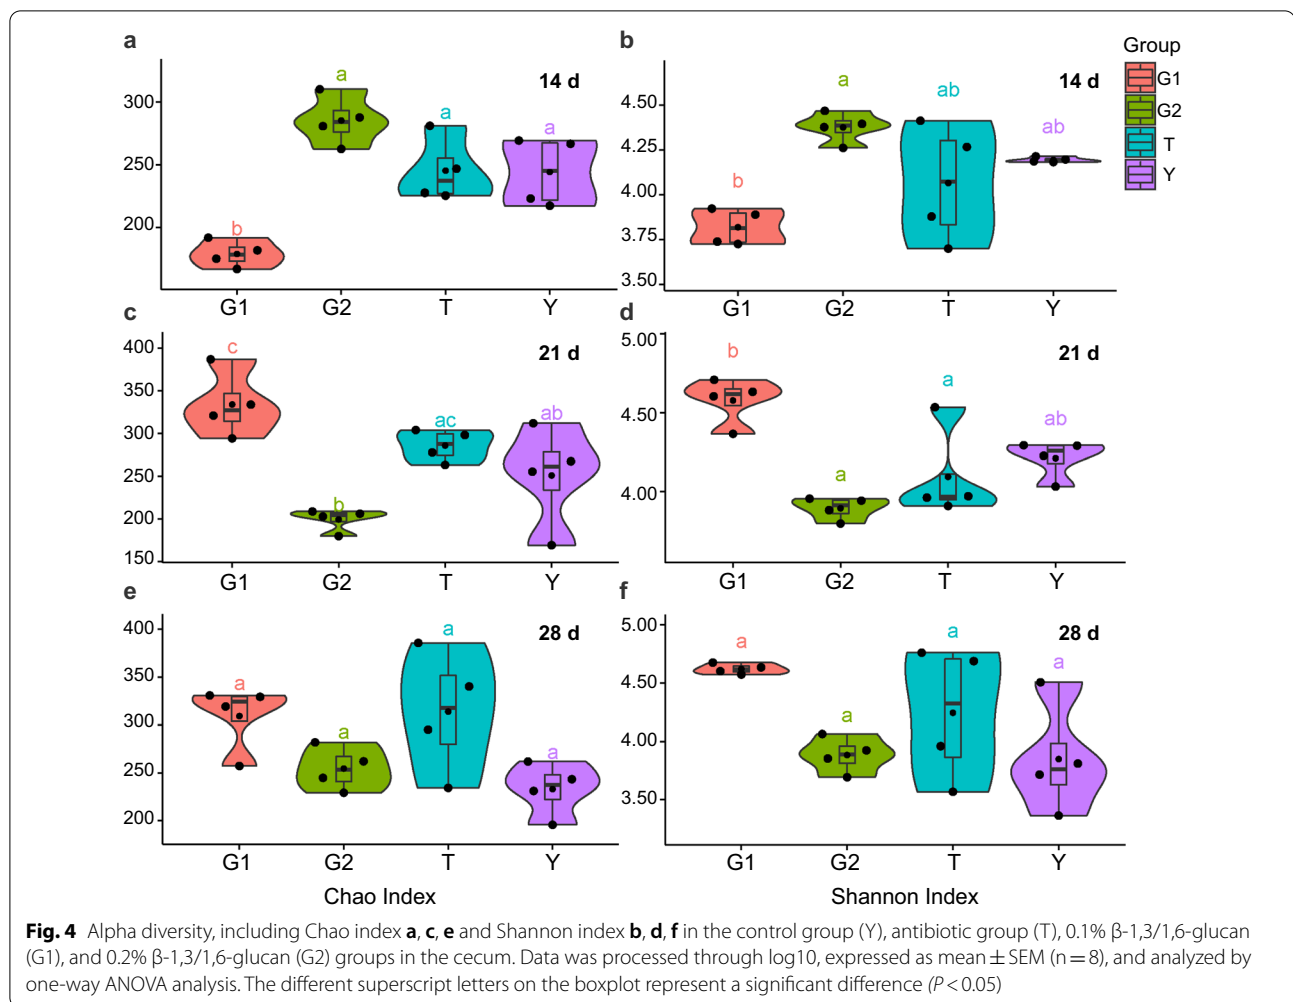 a
14 d
b
a
a
a
300
250
200
G1
G2
T
Y
b
14 d
b
a
ab
ab
4.50
4.25
4.00
3.75
3.50
G1
G2
T
Y
Group
G1
G2
T
Y
c
21 d
c
b
ac
ab
400
350
300
250
200
150
G1
G2
T
Y
d
21 d
b
a
a
ab
5.00
4.50
4.00
G1
G2
T
Y
e
28 d
a
a
a
a
400
350
300
250
200
G1
G2
T
Y
Chao Index
f
28 d
a
a
a
a
5.00
4.50
4.00
3.50
G1
G2
T
Y
Shannon Index
Fig. 4 Alpha diversity, including Chao index a, c, e and Shannon index b, d, f in the control group (Y), antibiotic group (T), 0.1% β-1,3/1,6-glucan
(G1), and 0.2% β-1,3/1,6-glucan (G2) groups in the cecum. Data was processed through log10, expressed as mean ± SEM (n = 8), and analyzed by
one-way ANOVA analysis. The different superscript letters on the boxplot represent a significant difference (P < 0.05)